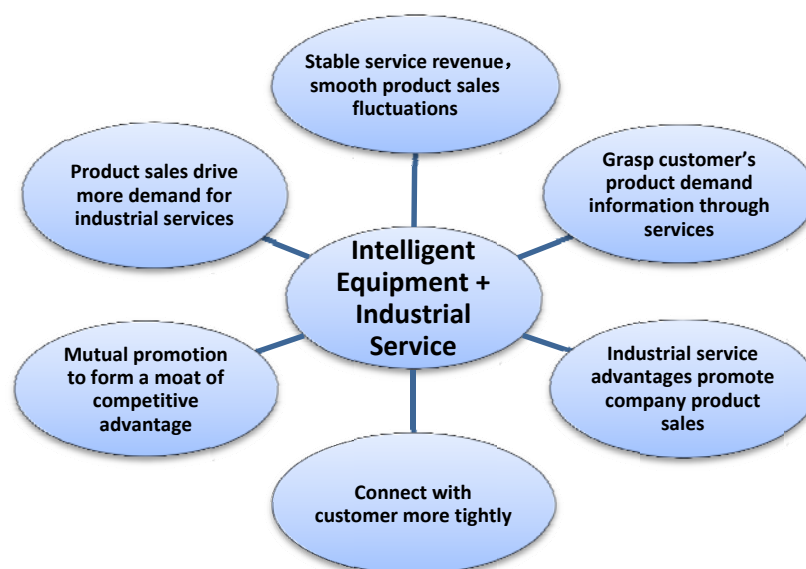 Stable service revenue，
smooth product sales
fluctuations
Product sales drive
more demand for
industrial services
Grasp customer’s
product demand
information through
services
Intelligent
Equipment +
Industrial
Service
Mutual promotion
to form a moat of
competitive
advantage
Industrial service
advantages promote
company product
sales
Connect with
customer more tightly